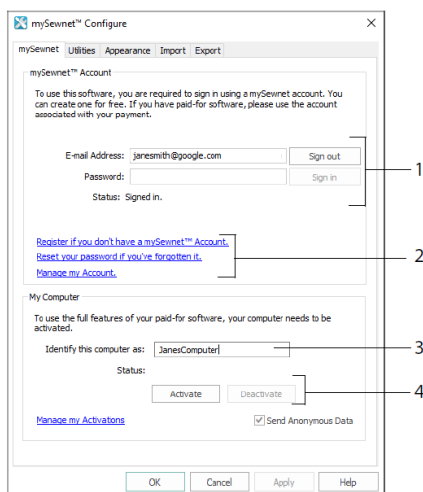 mySewnet™ Configure
mySewnet Utilities Appearance Import Export
mySewnet™ Account
To use this software, you are required to sign in using a mySewnet account. You
can create one for free. If you have paid-for software, please use the account
associated with your payment.
E-mail Address: janesmith@google.com Sign out
1
Password: Sign in
Status: Signed in.
Register if you don't have a mySewnet™ Account.
Reset your password if you've forgotten it.
2
Manage my Account.
My Computer
To use the full features of your paid-for software, your computer needs to be
activated.
Identify this computer as: JanesComputer
3
Status:
Activate Deactivate
4
Manage my Activations Send Anonymous Data
OK Cancel Apply Help